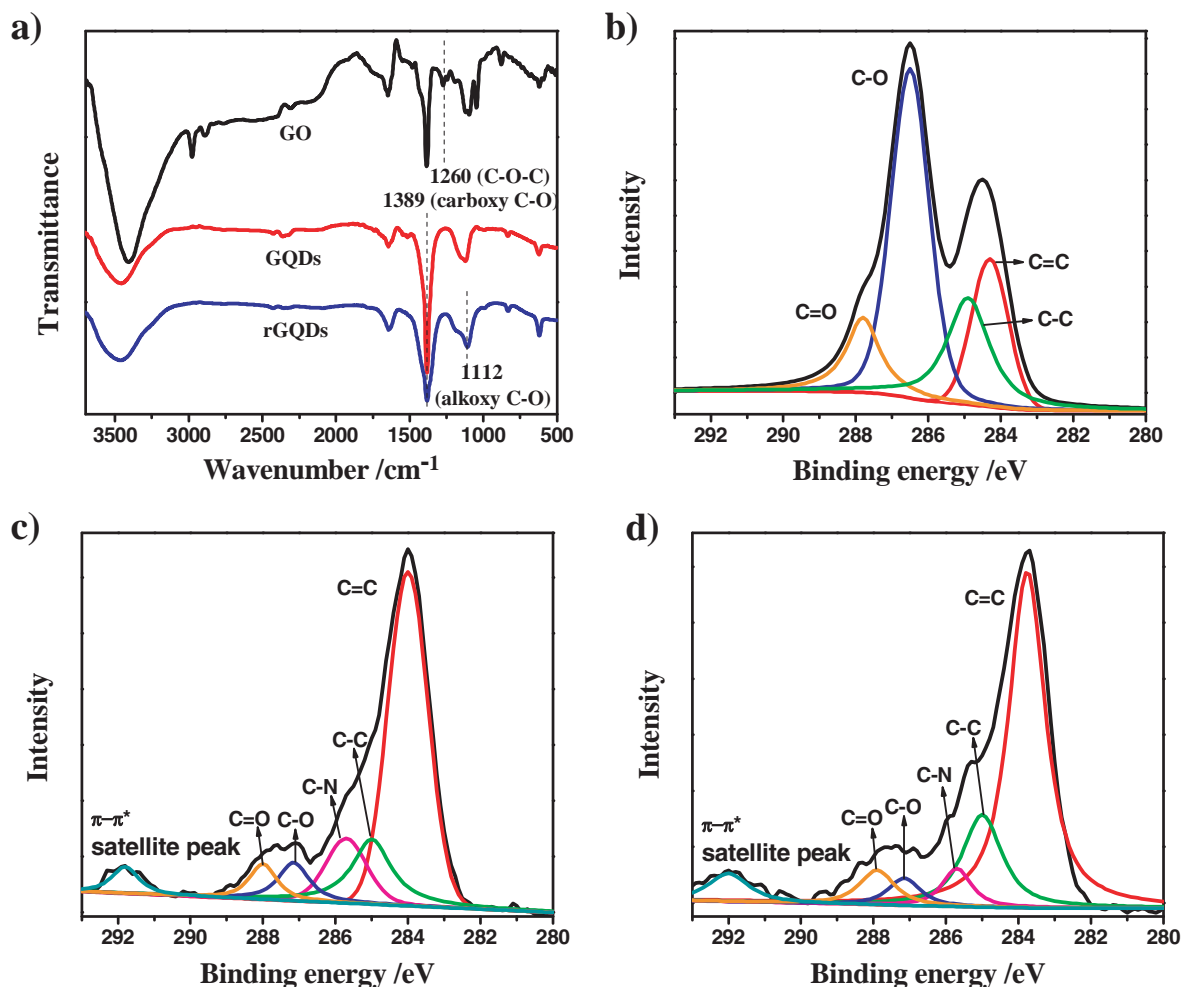 a)
GO
1260 (C-O-C)
1389 (carboxy C-O)
GQDs
rGQDs
1112
(alkoxy C-O)
Transmittance
3500 3000 2500 2000 1500 1000 500
Wavenumber /cm⁻¹
b)
C-O
C=C
C=O
C-C
Intensity
292 290 288 286 284 282 280
Binding energy /eV
c)
C=C
C-C
C-N
C=O
C-O
π–π*
satellite peak
Intensity
292 290 288 286 284 282 280
Binding energy /eV
d)
C=C
C-C
C-N
C=O
C-O
π–π*
satellite peak
Intensity
292 290 288 286 284 282 280
Binding energy /eV